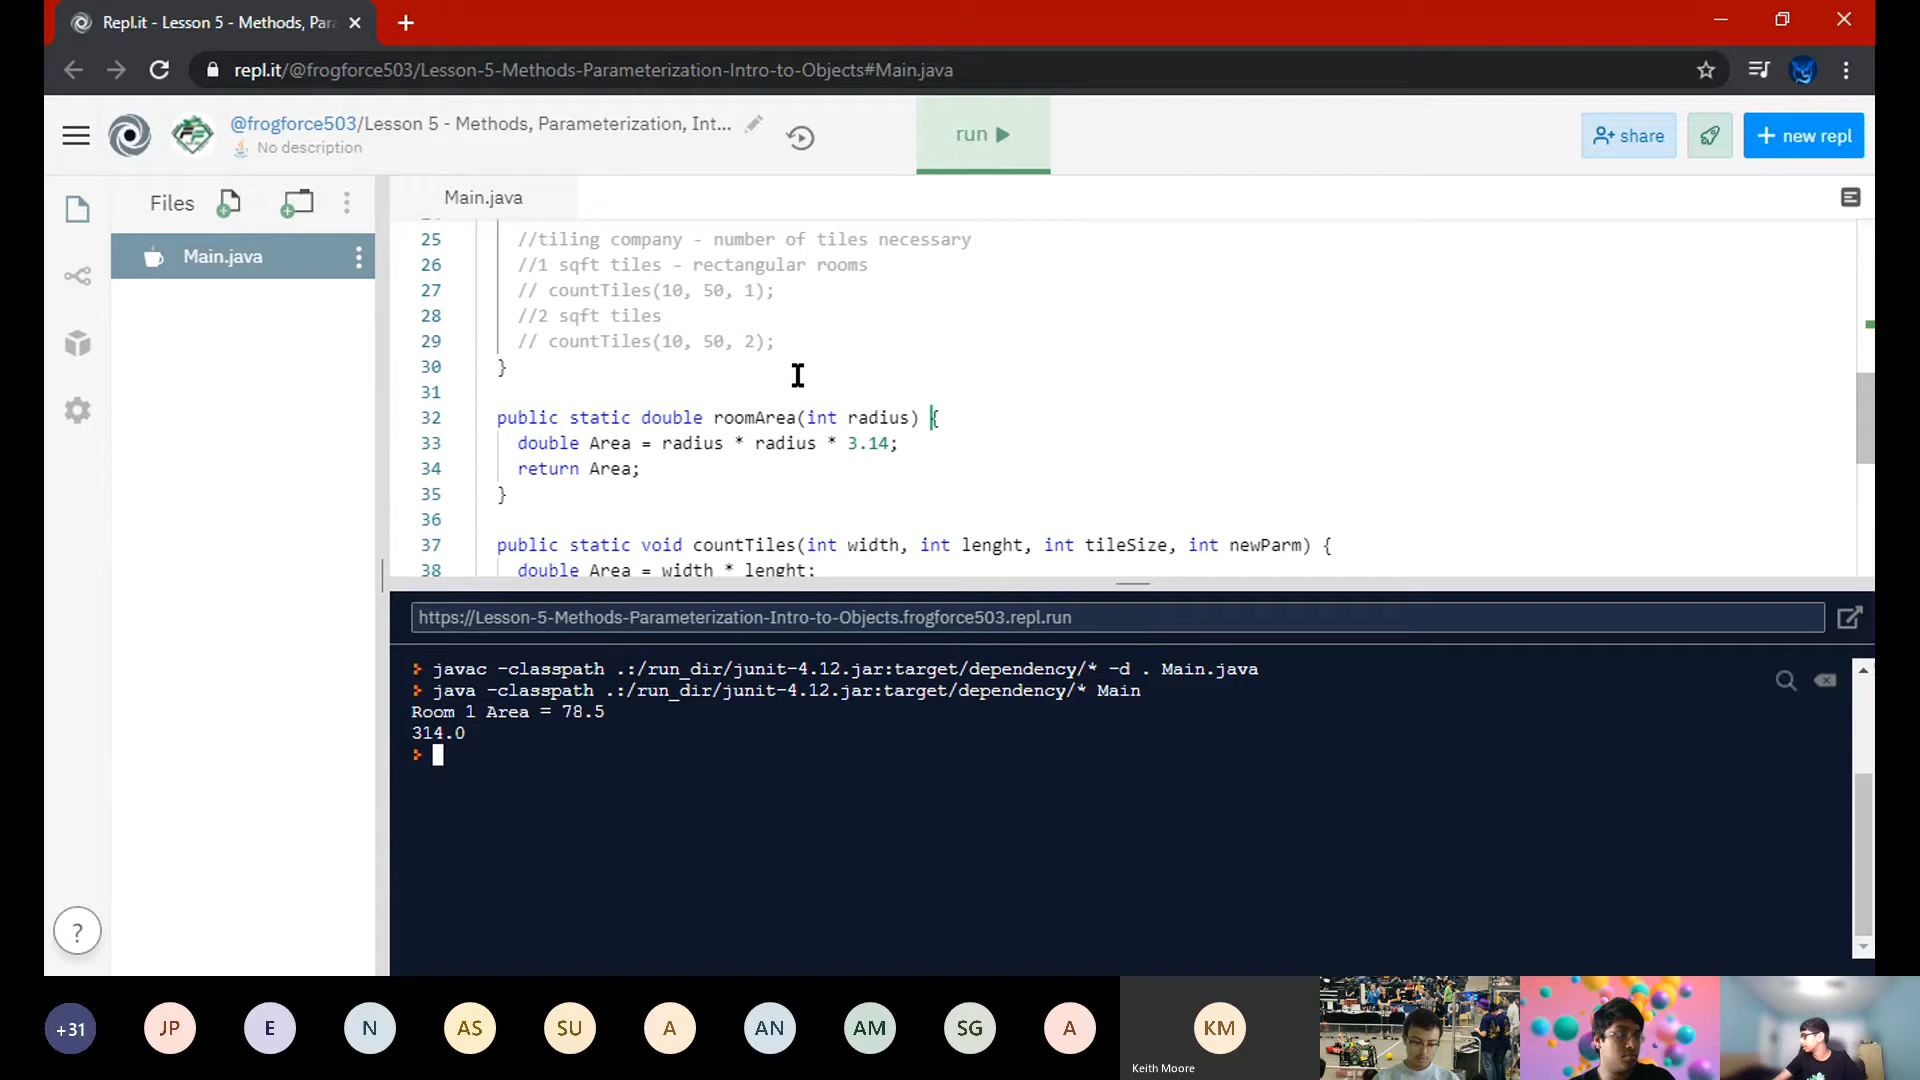 Repl.it - Lesson 5 - Methods, Par
repl.it/@frogforce503/Lesson-5-Methods-Parameterization-Intro-to-Objects#Main.java
@frogforce503/Lesson 5 - Methods, Parameterization, Int...
No description
run
share
+ new repl
Files
Main.java
Main.java
25 //tiling company - number of tiles necessary
26 //1 sqft tiles - rectangular rooms
27 // countTiles(10, 50, 1);
28 //2 sqft tiles
29 // countTiles(10, 50, 2);
30 }
31
32 public static double roomArea(int radius) {
33 double Area = radius * radius * 3.14;
34 return Area;
35 }
36
37 public static void countTiles(int width, int lenght, int tileSize, int newParm) {
38 double Area = width * lenght;
https://Lesson-5-Methods-Parameterization-Intro-to-Objects.frogforce503.repl.run
javac -classpath .:/run_dir/junit-4.12.jar:target/dependency/* -d . Main.java
java -classpath .:/run_dir/junit-4.12.jar:target/dependency/* Main
Room 1 Area = 78.5
314.0
?
+31
JP
E
N
AS
SU
A
AN
AM
SG
A
KM
Keith Moore